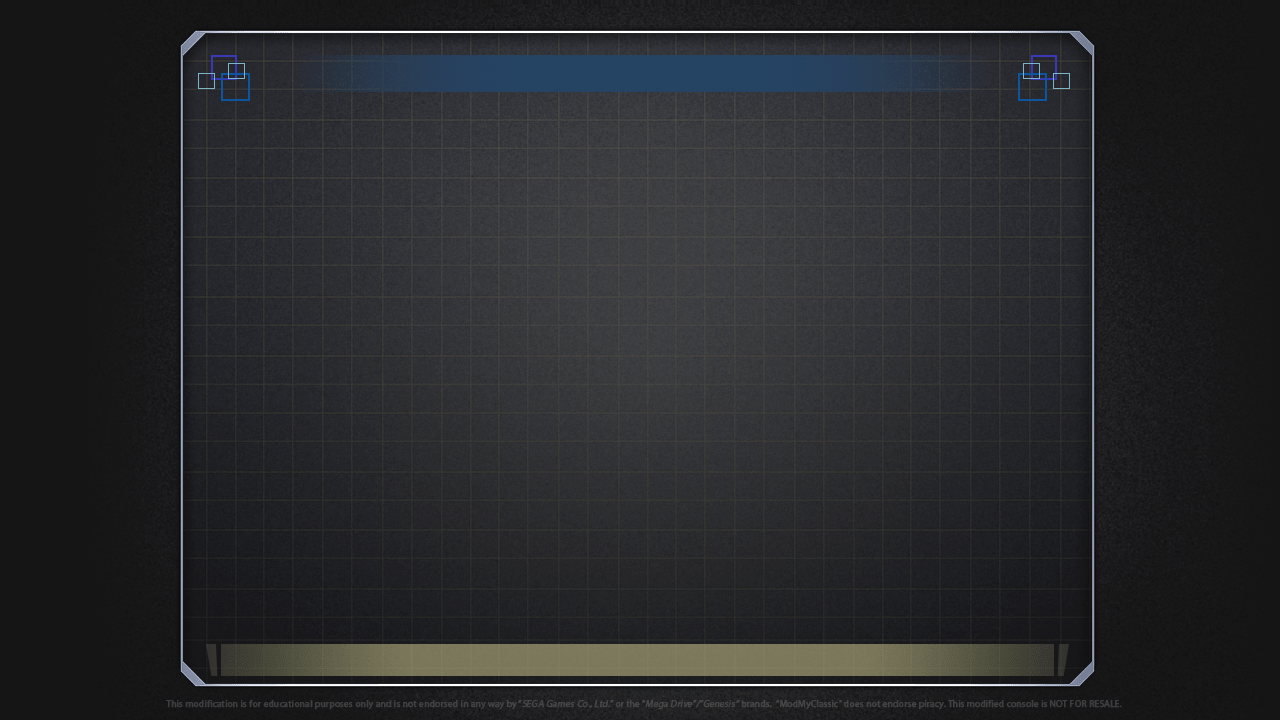 This modification is for educational purposes only and is not endorsed in any way by "SEGA Games Co., Ltd." or the "Mega Drive"/"Genesis" brands. "ModMyClassic" does not endorse piracy. This modified console is NOT FOR RESALE.